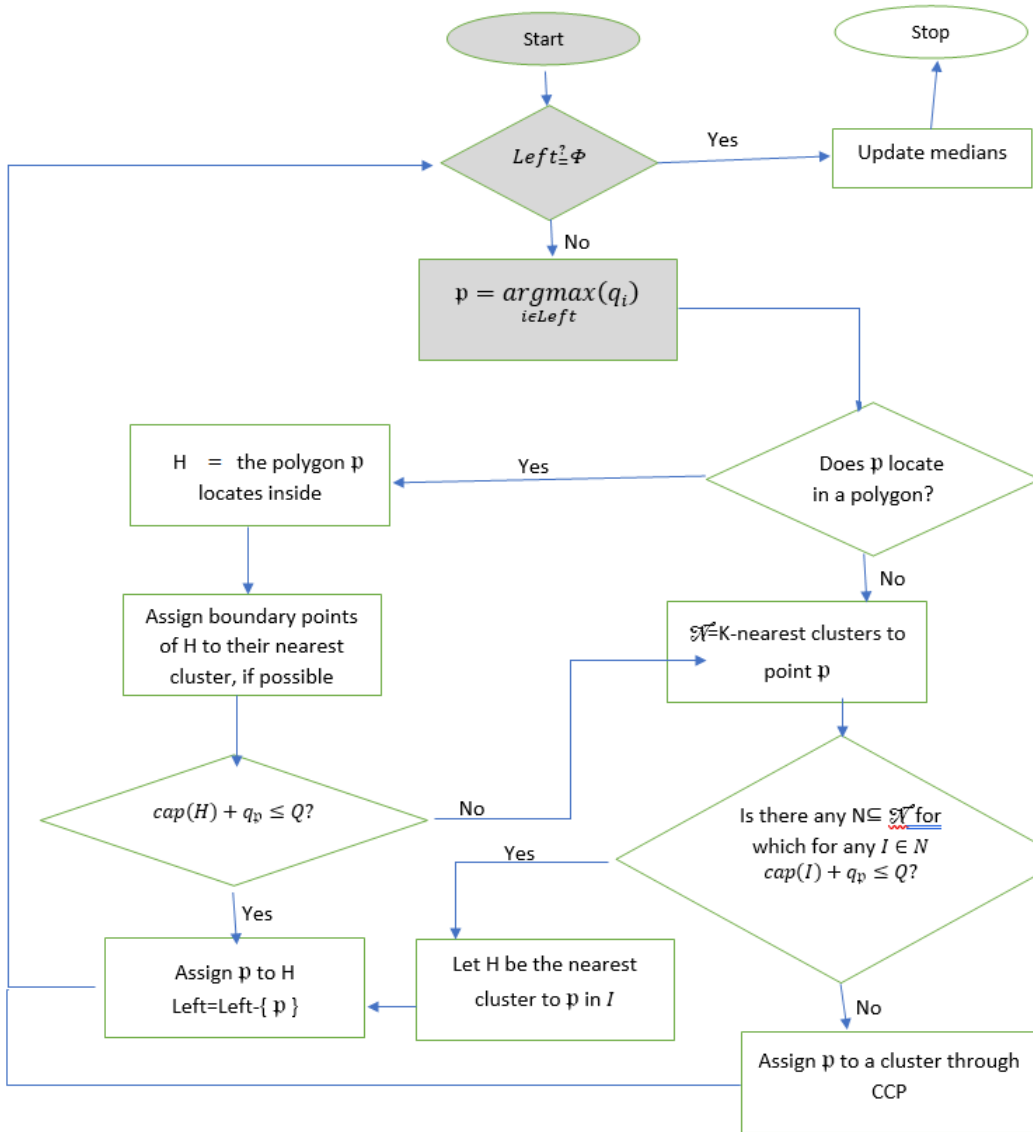 Start
Stop
Left ≟ Φ
Yes
Update medians
No
𝔭 = argmax(qᵢ)
iϵLeft
H = the polygon 𝔭
locates inside
Yes
Does 𝔭 locate
in a polygon?
No
Assign boundary points
of H to their nearest
cluster, if possible
𝒩=K-nearest clusters to
point 𝔭
cap(H) + q𝔭 ≤ Q?
No
Is there any N⊆ 𝒩 for
which for any I ∈ N
cap(I) + q𝔭 ≤ Q?
Yes
Yes
Assign 𝔭 to H
Left=Left-{ 𝔭 }
Let H be the nearest
cluster to 𝔭 in I
No
Assign 𝔭 to a cluster through
CCP